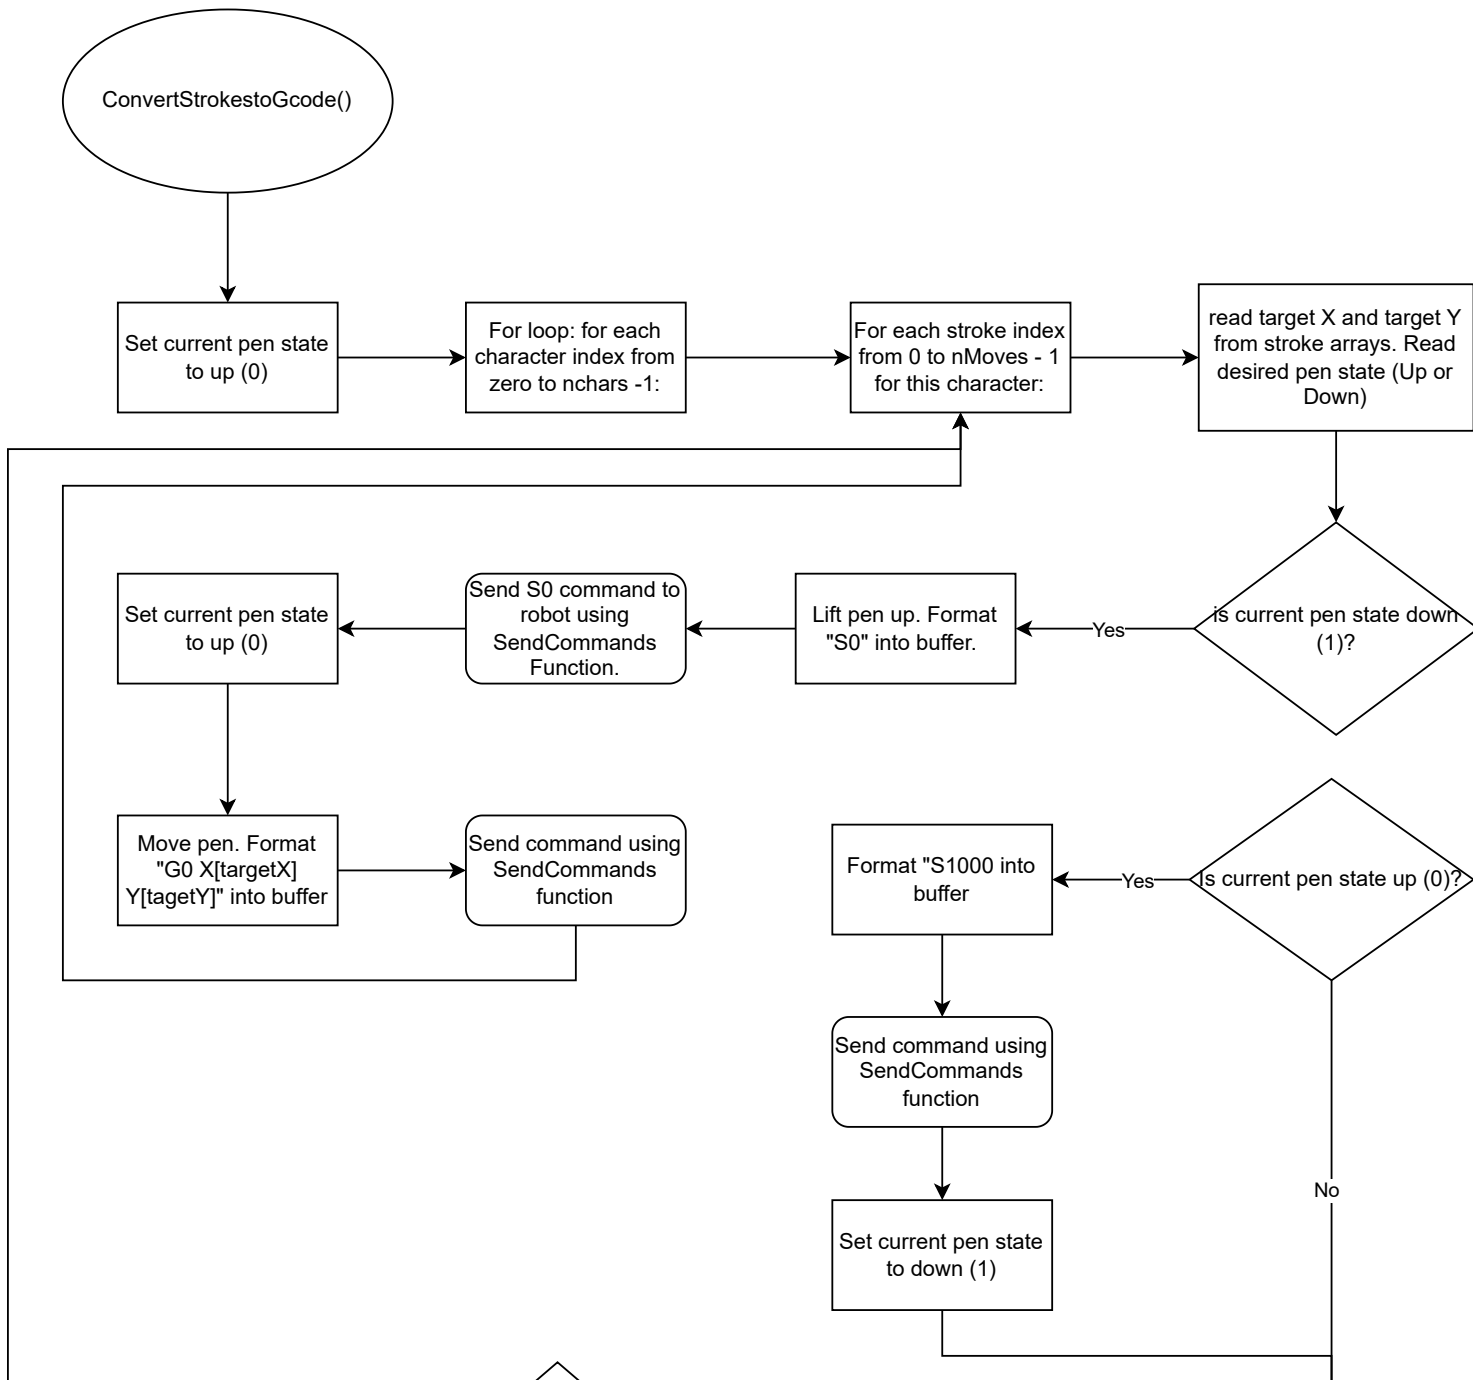 ConvertStrokestoGcode()
Set current pen state
to up (0)
For loop: for each
character index from
zero to nchars -1:
For each stroke index
from 0 to nMoves - 1
for this character:
read target X and target Y
from stroke arrays. Read
desired pen state (Up or
Down)
is current pen state down
(1)?
Yes
Lift pen up. Format
"S0" into buffer.
Send S0 command to
robot using
SendCommands
Function.
Set current pen state
to up (0)
Move pen. Format
"G0 X[targetX]
Y[tagetY]" into buffer
Send command using
SendCommands
function
Is current pen state up (0)?
Yes
Format "S1000 into
buffer
Send command using
SendCommands
function
Set current pen state
to down (1)
No